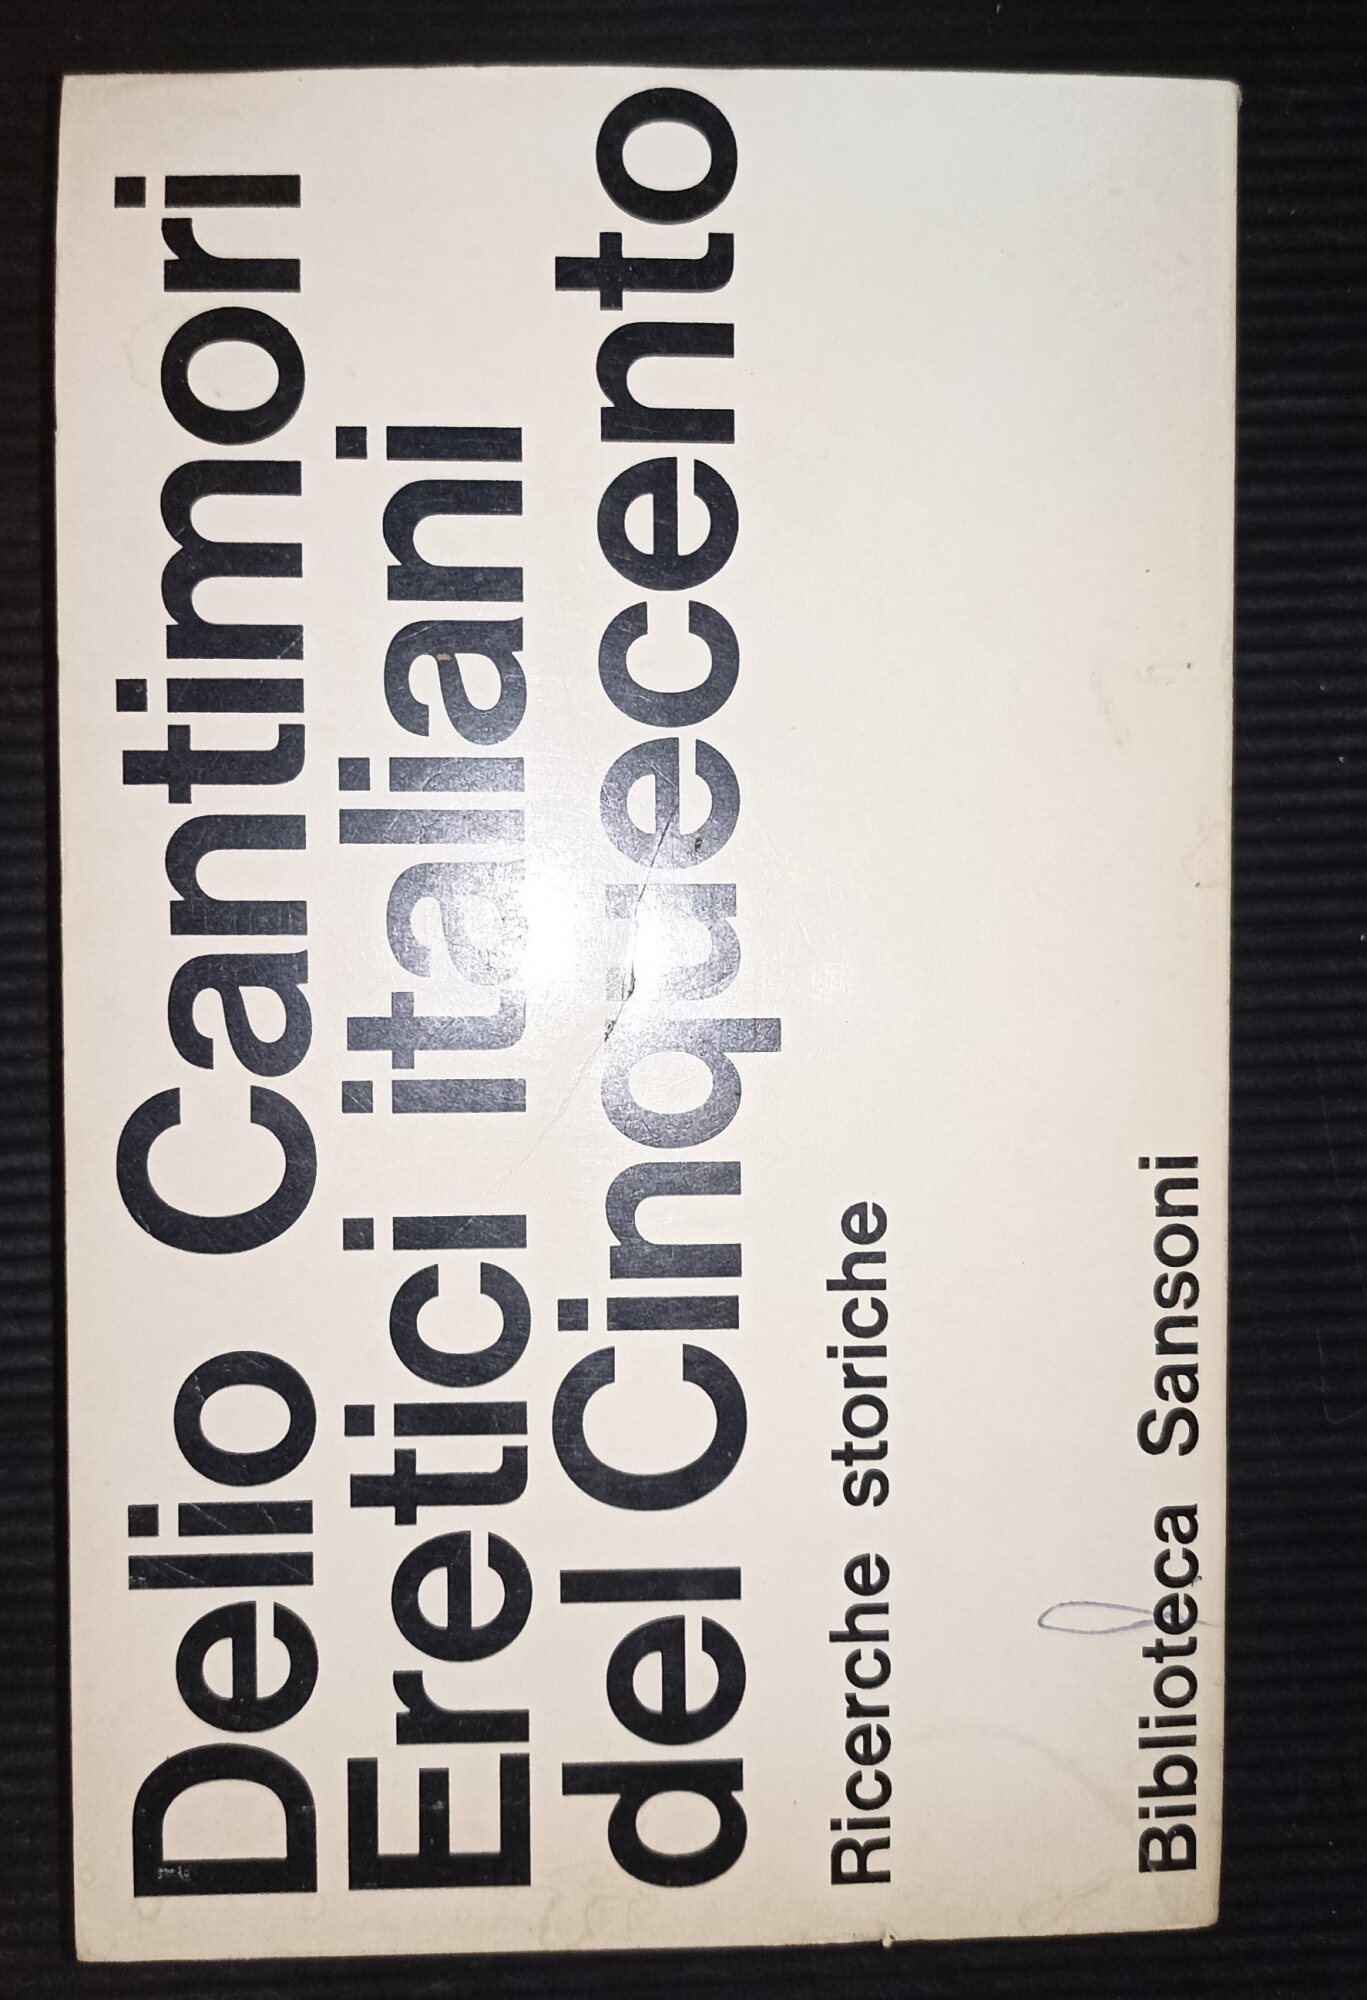 Delio Cantimori
Eretici italiani
del Cinquecento
Ricerche storiche
Biblioteca Sansoni